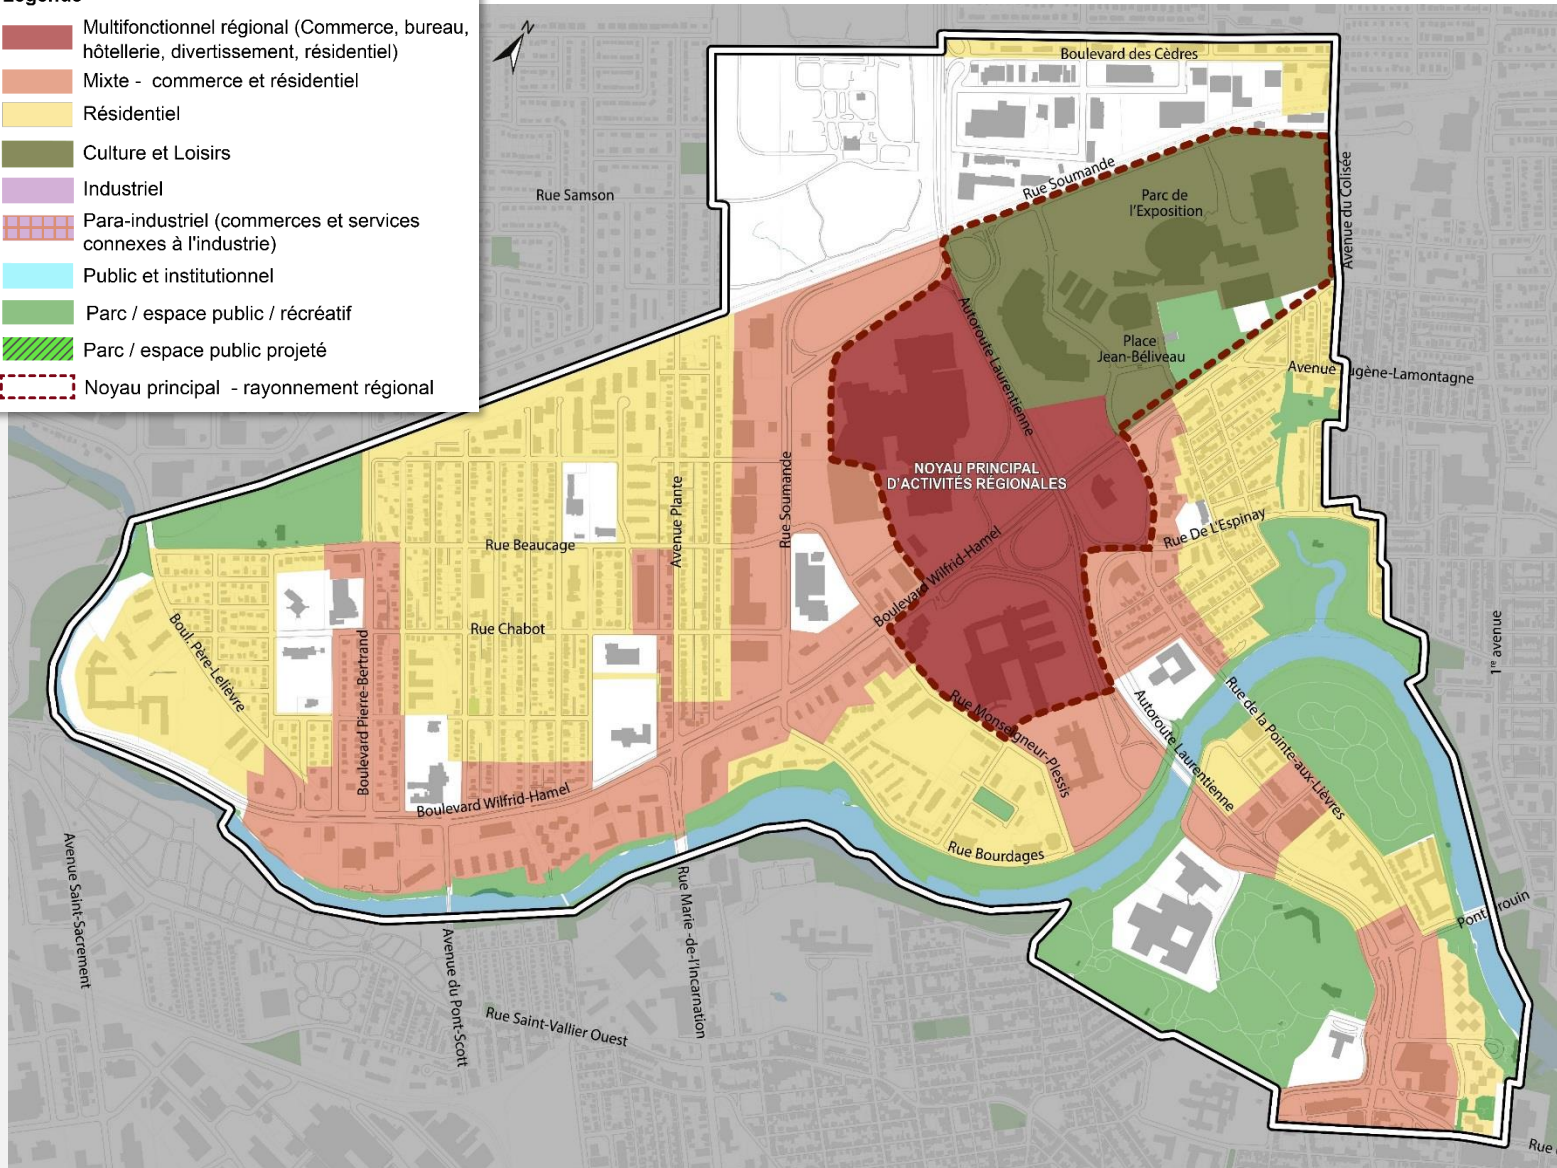 Légende
Multifonctionnel régional (Commerce, bureau,
hôtellerie, divertissement, résidentiel)
Mixte - commerce et résidentiel
Résidentiel
Culture et Loisirs
Industriel
Para-industriel (commerces et services
connexes à l'industrie)
Public et institutionnel
Parc / espace public / récréatif
Parc / espace public projeté
Noyau principal - rayonnement régional
N
Boulevard des Cèdres
Rue Samson
Rue Soumande
Parc de
l'Exposition
Avenue du Colisée
Autoroute Laurentienne
Place
Jean-Béliveau
Avenue Eugène-Lamontagne
NOYAU PRINCIPAL
D'ACTIVITÉS RÉGIONALES
Rue Soumande
Avenue Plante
Rue Beaucage
Rue De L'Espinay
Boulevard Wilfrid-Hamel
Rue Chabot
Boul. Père-Lelièvre
Boulevard Pierre-Bertrand
1re avenue
Rue Monseigneur-Plessis
Autoroute Laurentienne
Rue de la Pointe-aux-Lièvres
Boulevard Wilfrid-Hamel
Rue Bourdages
Avenue Saint-Sacrement
Rue Marie-de-l'Incarnation
Avenue du Pont-Scott
Pont Drouin
Rue Saint-Vallier Ouest
Rue